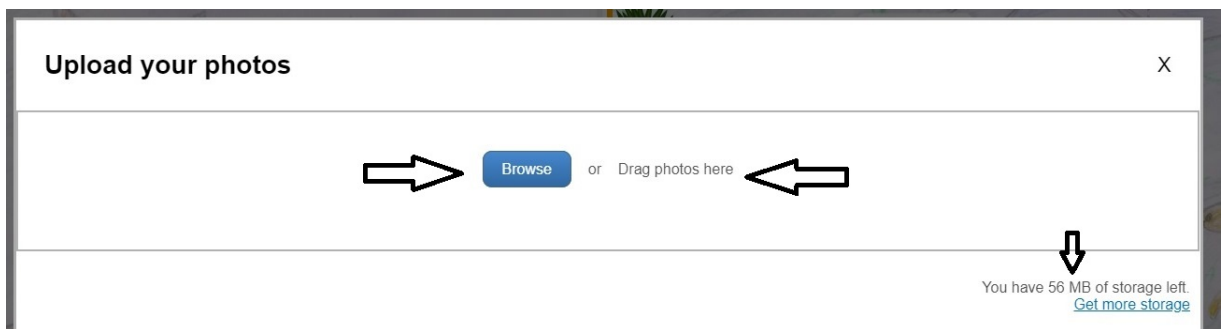 Upload your photos X
Browse or Drag photos here
You have 56 MB of storage left.
Get more storage